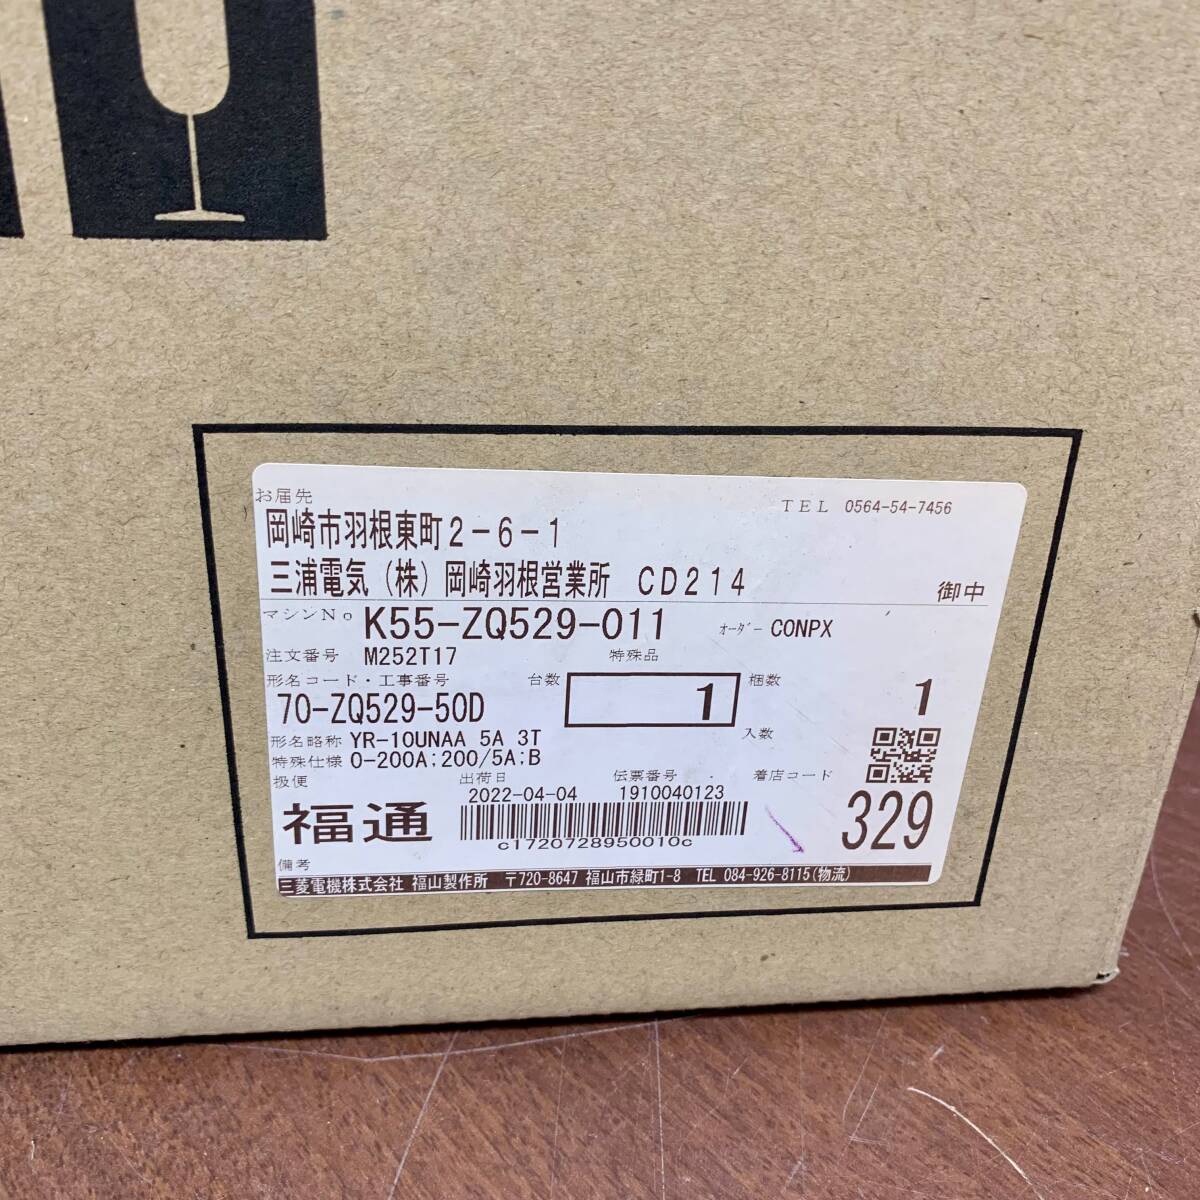 お届先
TEL 0564-54-7456
岡崎市羽根東町2-6-1
三浦電気(株)岡崎羽根営業所 CD214 御中
マシンNo K55-ZQ529-011 オーダー CONPX
注文番号 M252T17 特殊品
形名コード・工事番号 台数 1 梱数 1
70-ZQ529-50D
形名略称 YR-10UNAA 5A 3T 入数
特殊仕様 0-200A:200/5A:B
扱便 出荷日 伝票番号 着店コード
2022-04-04 1910040123
福通 329
c1720728950010c
備考
三菱電機株式会社 福山製作所 〒720-8647 福山市緑町1-8 TEL 084-926-8115(物流)